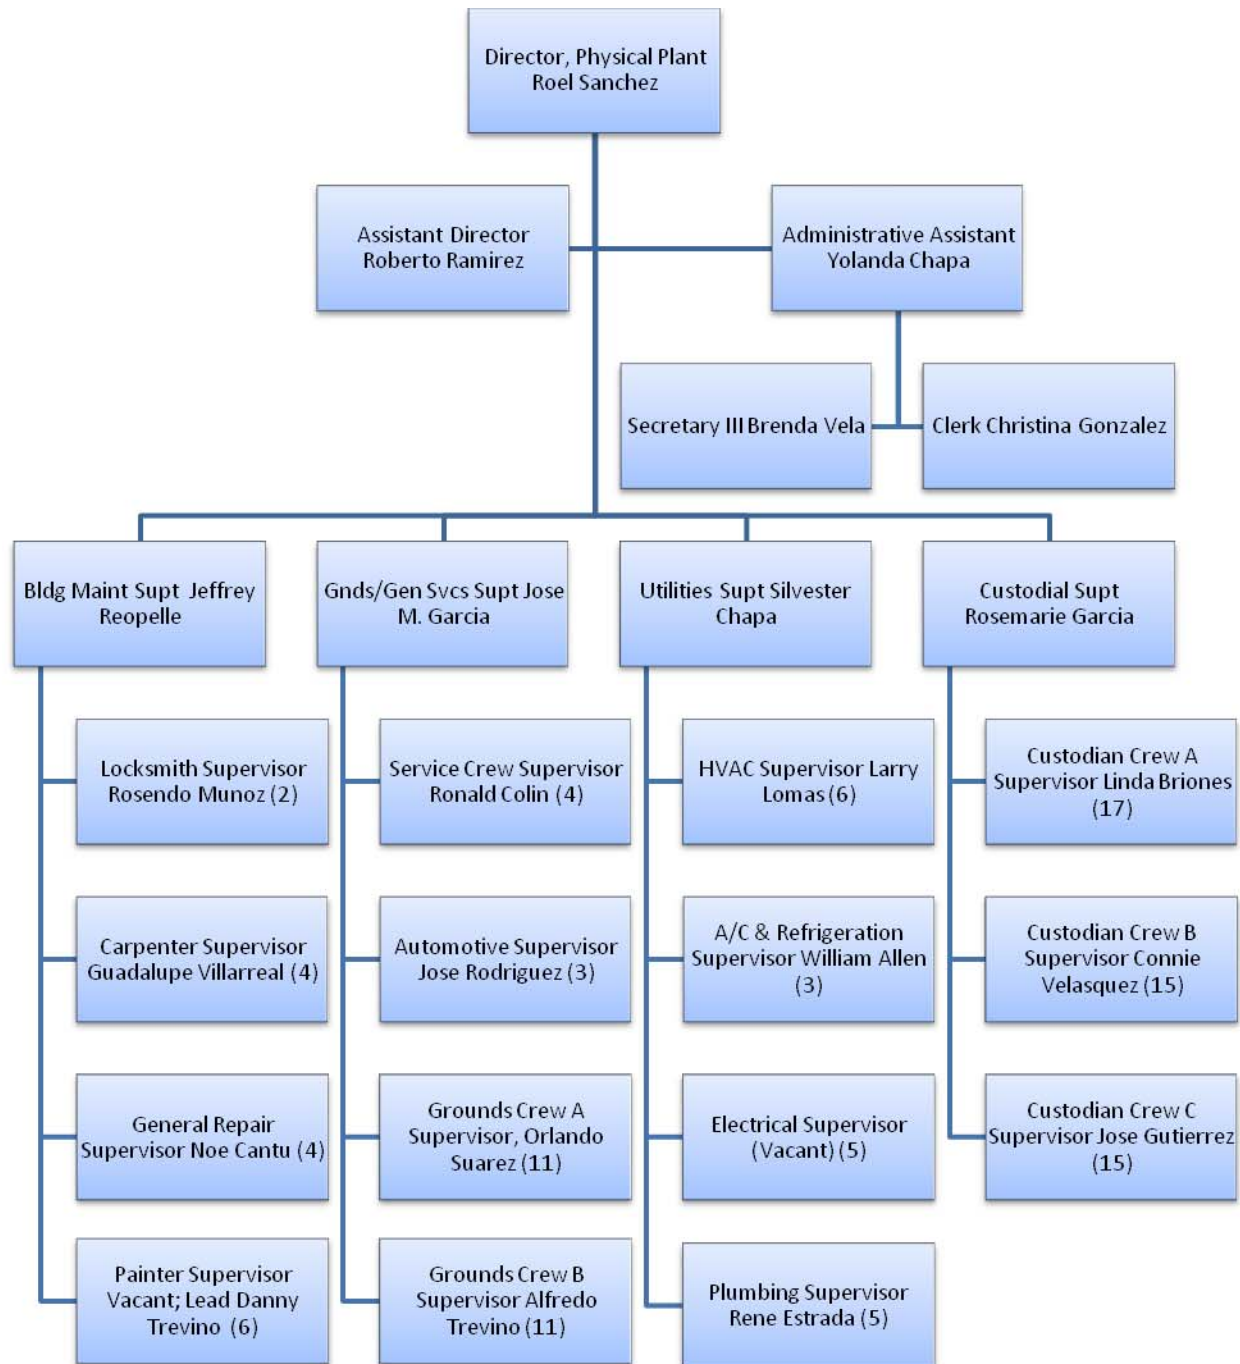 Director, Physical Plant
Roel Sanchez
Assistant Director
Roberto Ramirez
Administrative Assistant
Yolanda Chapa
Secretary III Brenda Vela
Clerk Christina Gonzalez
Bldg Maint Supt Jeffrey
Reopelle
Gnds/Gen Svcs Supt Jose
M. Garcia
Utilities Supt Silvester
Chapa
Custodial Supt
Rosemarie Garcia
Locksmith Supervisor
Rosendo Munoz (2)
Service Crew Supervisor
Ronald Colin (4)
HVAC Supervisor Larry
Lomas (6)
Custodian Crew A
Supervisor Linda Briones
(17)
Carpenter Supervisor
Guadalupe Villarreal (4)
Automotive Supervisor
Jose Rodriguez (3)
A/C & Refrigeration
Supervisor William Allen
(3)
Custodian Crew B
Supervisor Connie
Velasquez (15)
General Repair
Supervisor Noe Cantu (4)
Grounds Crew A
Supervisor, Orlando
Suarez (11)
Electrical Supervisor
(Vacant) (5)
Custodian Crew C
Supervisor Jose Gutierrez
(15)
Painter Supervisor
Vacant; Lead Danny
Trevino (6)
Grounds Crew B
Supervisor Alfredo
Trevino (11)
Plumbing Supervisor
Rene Estrada (5)